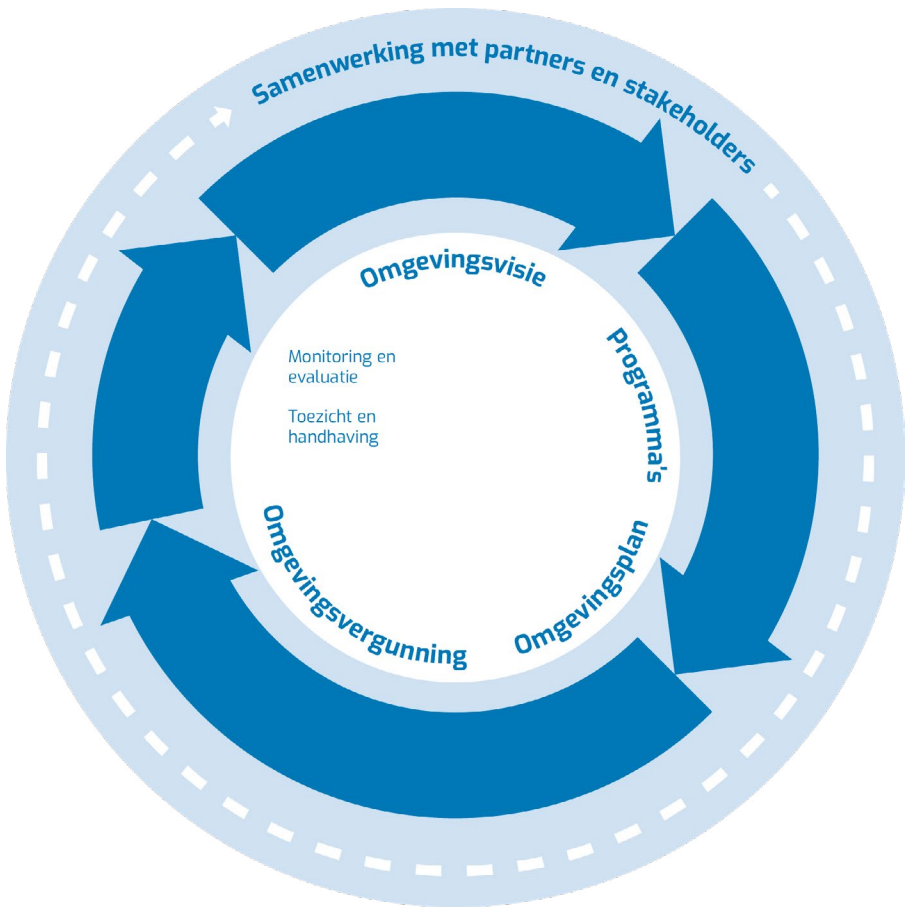 Samenwerking met partners en stakeholders
Omgevingsvisie
Programma's
Omgevingsplan
Omgevingsvergunning
Monitoring en
evaluatie
Toezicht en
handhaving